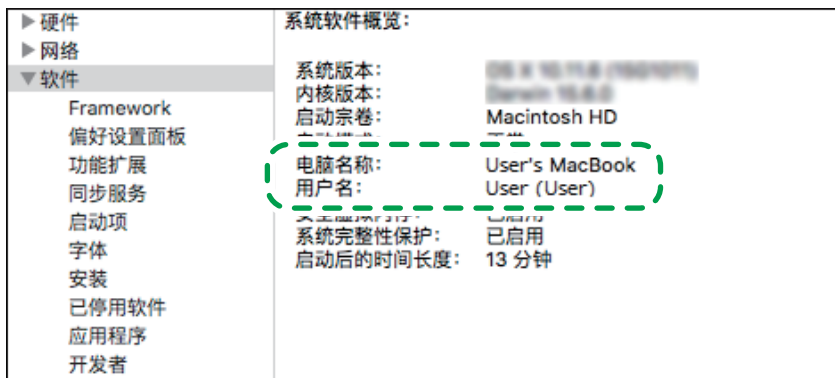 硬件
网络
软件
Framework
偏好设置面板
功能扩展
同步服务
启动项
字体
安装
已停用软件
应用程序
开发者
系统软件概览：
系统版本：
内核版本：
启动宗卷： Macintosh HD
电脑名称： User's MacBook
用户名： User (User)
系统完整性保护： 已启用
启动后的时间长度： 13 分钟